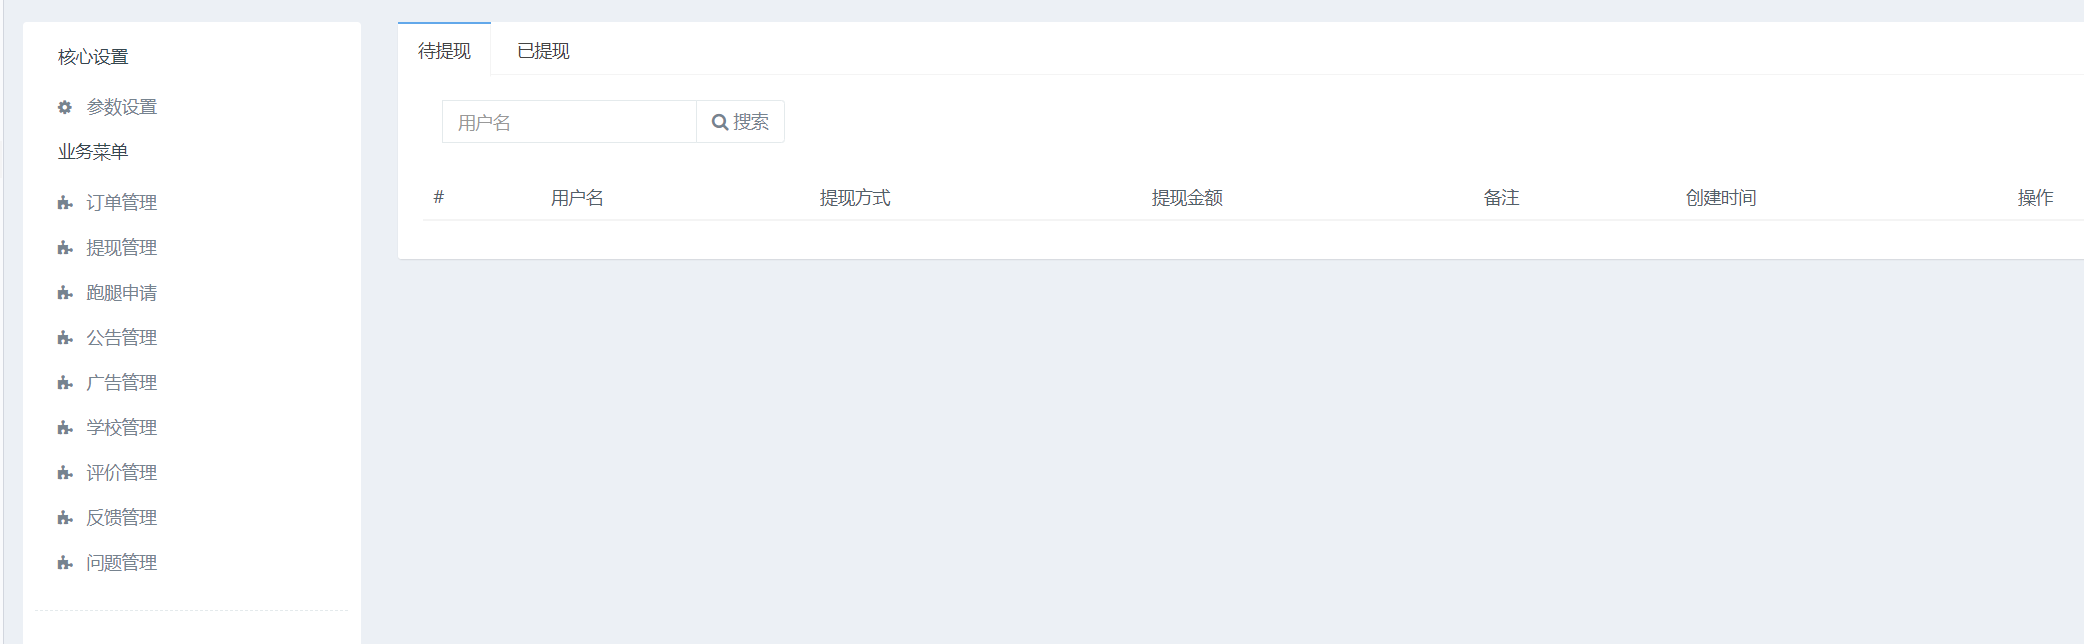 核心设置
参数设置
业务菜单
订单管理
提现管理
跑腿申请
公告管理
广告管理
学校管理
评价管理
反馈管理
问题管理
待提现 已提现
用户名 搜索
# 用户名 提现方式 提现金额 备注 创建时间 操作